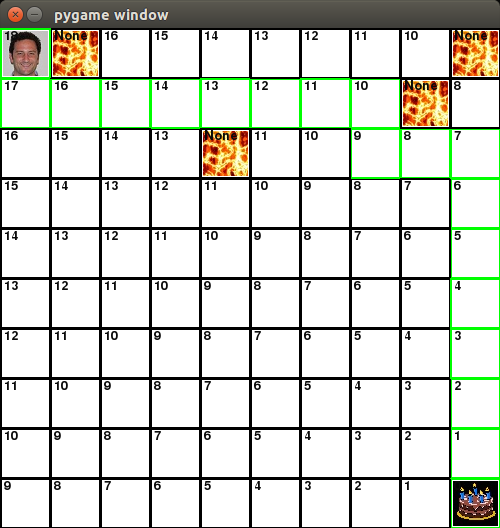 pygame window
18 None 16 15 14 13 12 11 10 None
17 16 15 14 13 12 11 10 None 8
16 15 14 13 None 11 10 9 8 7
15 14 13 12 11 10 9 8 7 6
14 13 12 11 10 9 8 7 6 5
13 12 11 10 9 8 7 6 5 4
12 11 10 9 8 7 6 5 4 3
11 10 9 8 7 6 5 4 3 2
10 9 8 7 6 5 4 3 2 1
9 8 7 6 5 4 3 2 1